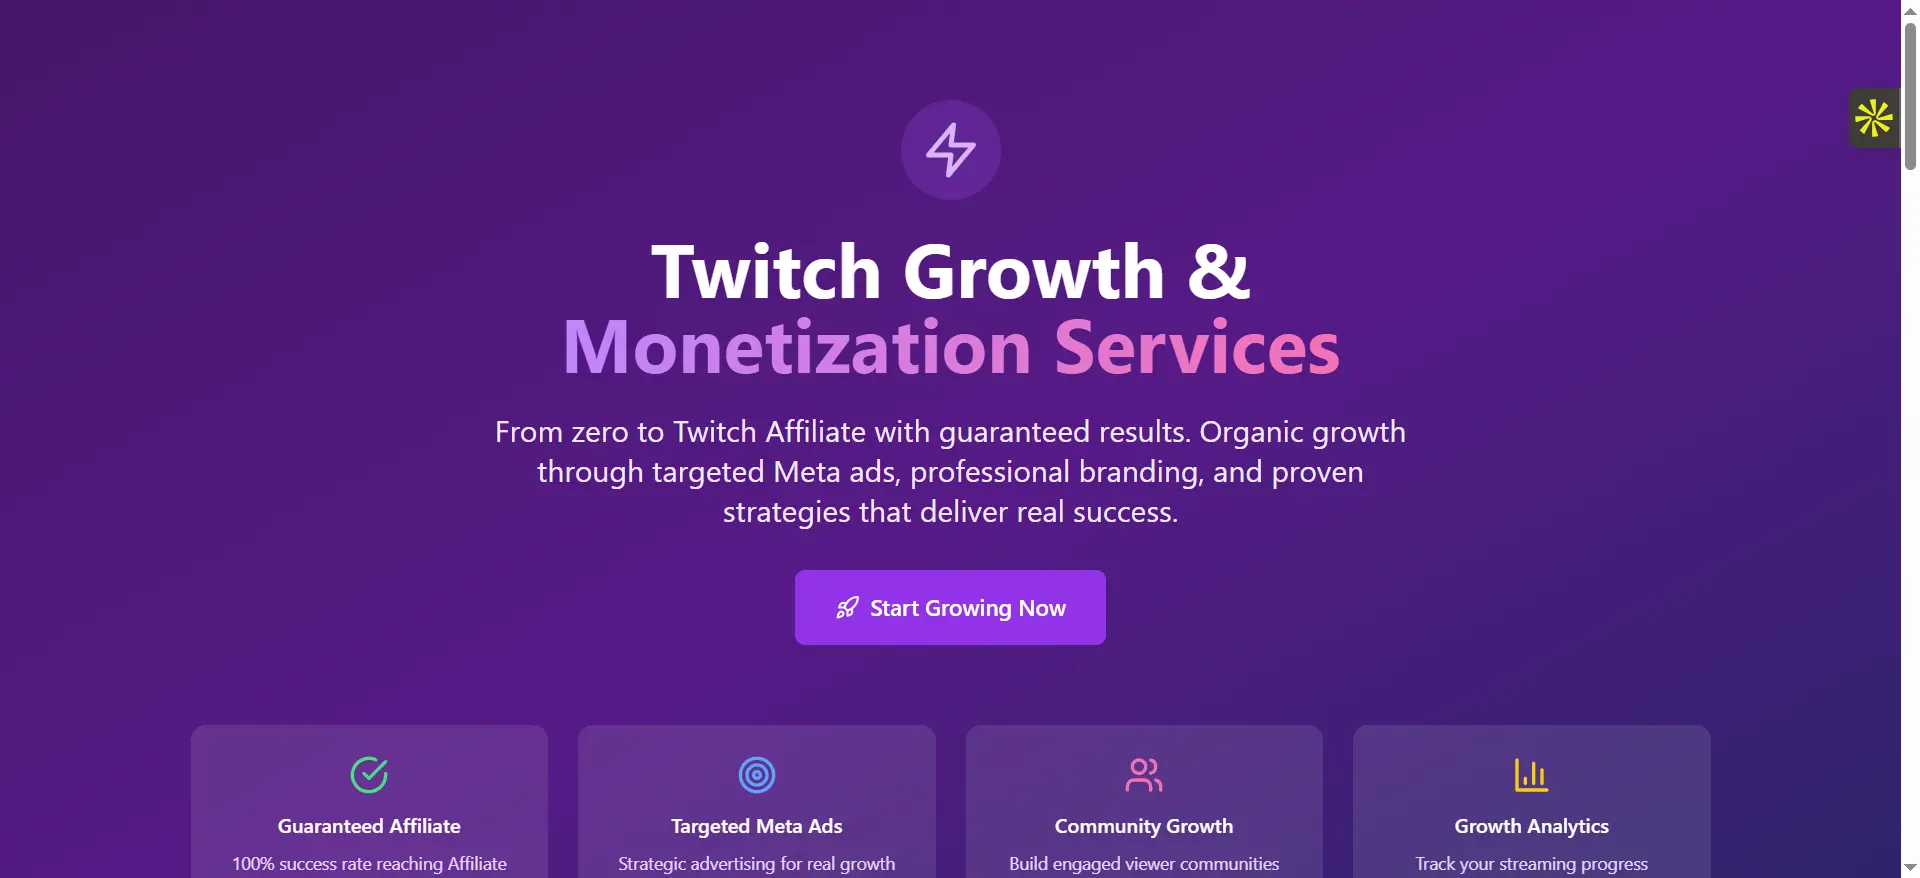 Twitch Growth &
Monetization Services
From zero to Twitch Affiliate with guaranteed results. Organic growth
through targeted Meta ads, professional branding, and proven
strategies that deliver real success.
Start Growing Now
Guaranteed Affiliate
100% success rate reaching Affiliate
Targeted Meta Ads
Strategic advertising for real growth
Community Growth
Build engaged viewer communities
Growth Analytics
Track your streaming progress